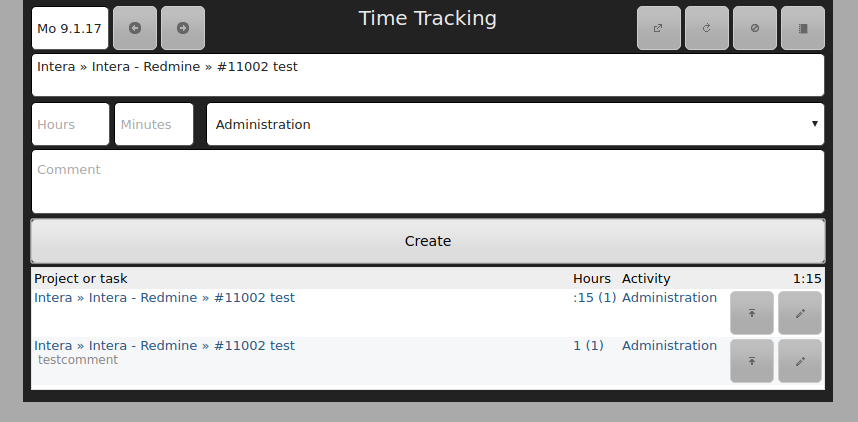 Mo 9.1.17
Time Tracking
Intera » Intera - Redmine » #11002 test
Hours Minutes Administration
Comment
Create
Project or task Hours Activity 1:15
Intera » Intera - Redmine » #11002 test :15 (1) Administration
Intera » Intera - Redmine » #11002 test 1 (1) Administration
testcomment